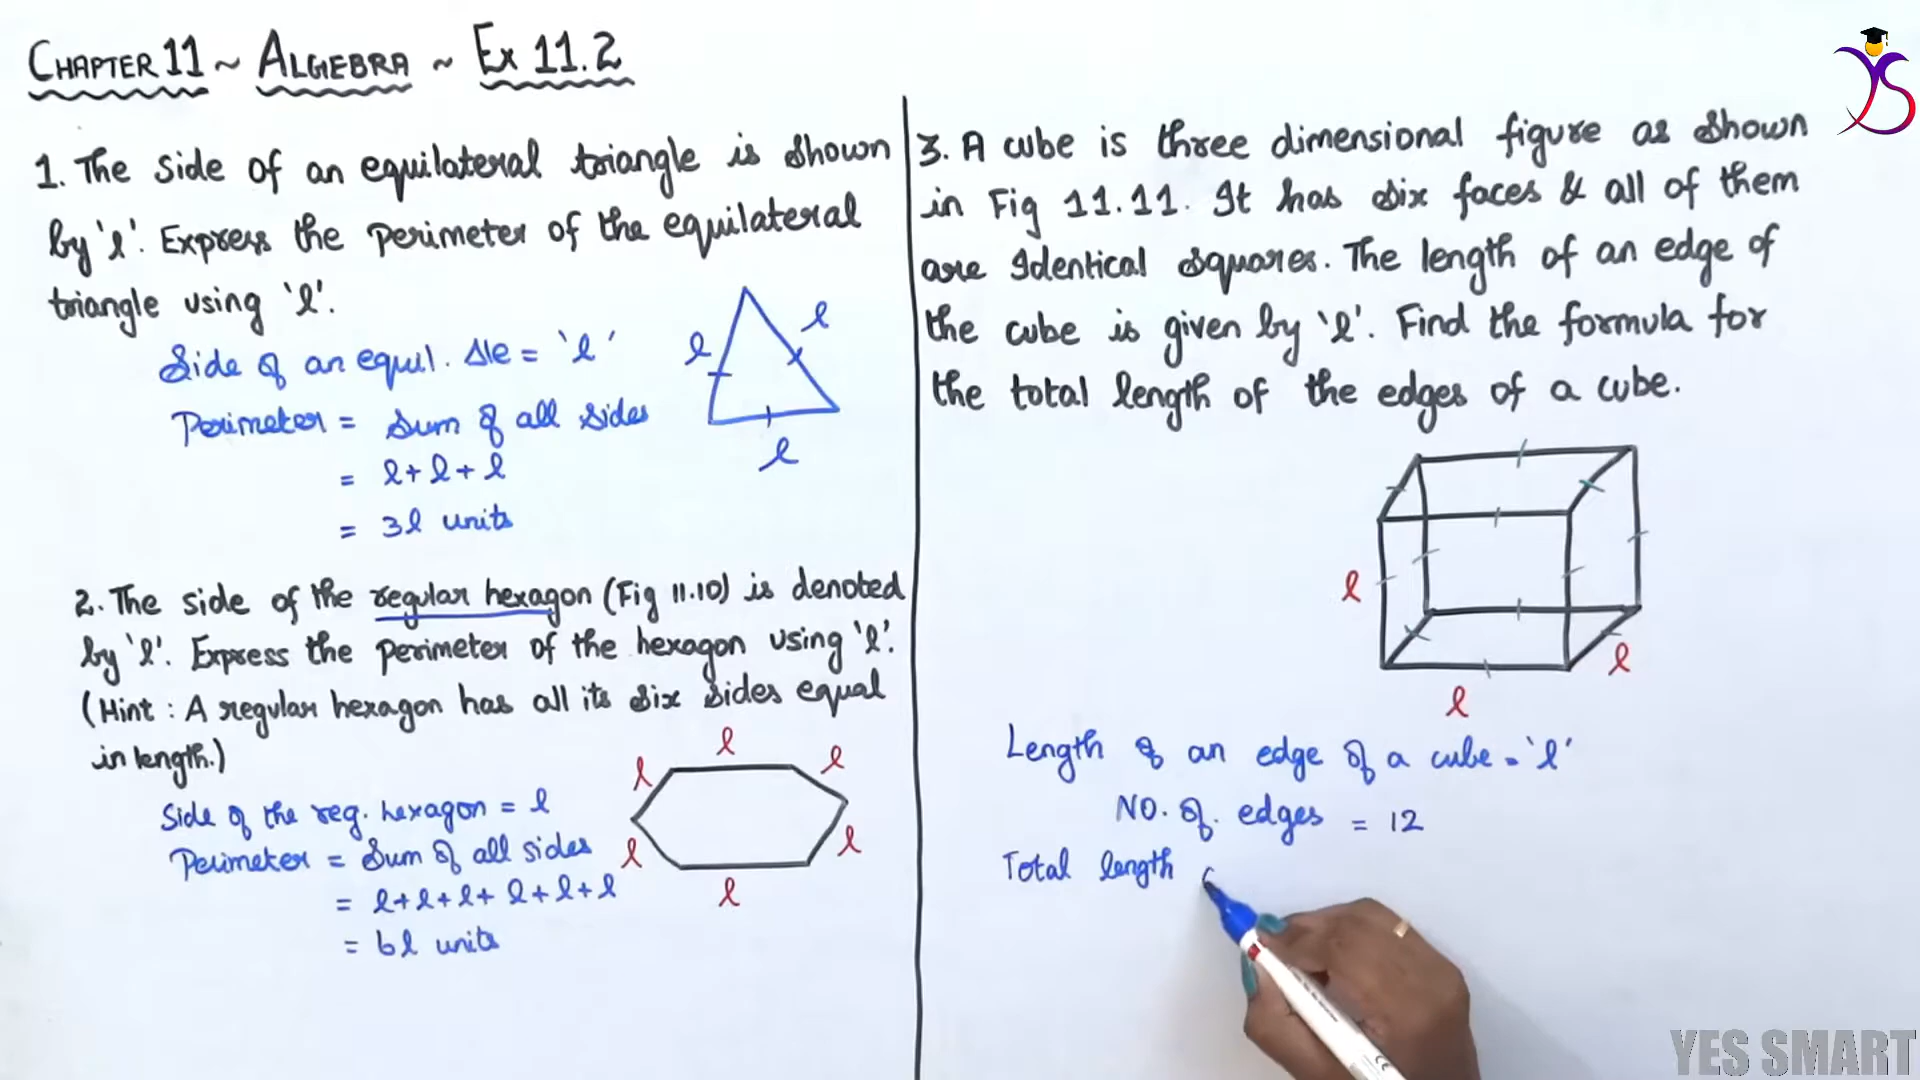 CHAPTER 11 ~ ALGEBRA ~ Ex 11.2
1. The side of an equilateral triangle is shown
by 'l'. Express the perimeter of the equilateral
triangle using 'l'.
Side of an equil. Δle = 'l'
Perimeter = Sum of all sides
= l + l + l
= 3l units
l
l
l
2. The side of the regular hexagon (Fig 11.10) is denoted
by 'l'. Express the perimeter of the hexagon using 'l'.
(Hint : A regular hexagon has all its six sides equal
in length.)
Side of the reg. hexagon = l
Perimeter = Sum of all sides
= l+l+l+ l+l+l
= 6l units
l
l
l
l
l
l
3. A cube is three dimensional figure as shown
in Fig 11.11. It has six faces & all of them
are Identical squares. The length of an edge of
the cube is given by 'l'. Find the formula for
the total length of the edges of a cube.
l
l
l
Length of an edge of a cube = 'l'
NO. of. edges = 12
Total length
YS
YES SMART